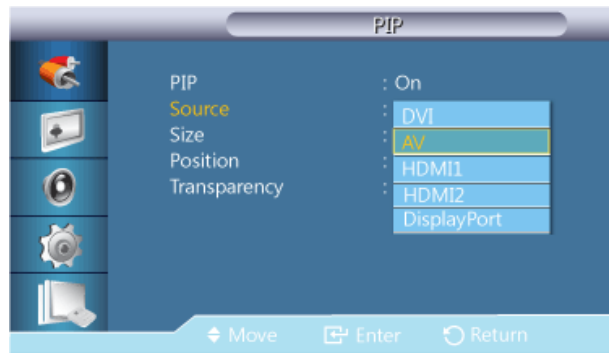 PIP
PIP : On
Source : DVI
Size : AV
Position : HDMI1
Transparency : HDMI2
DisplayPort
Move Enter Return